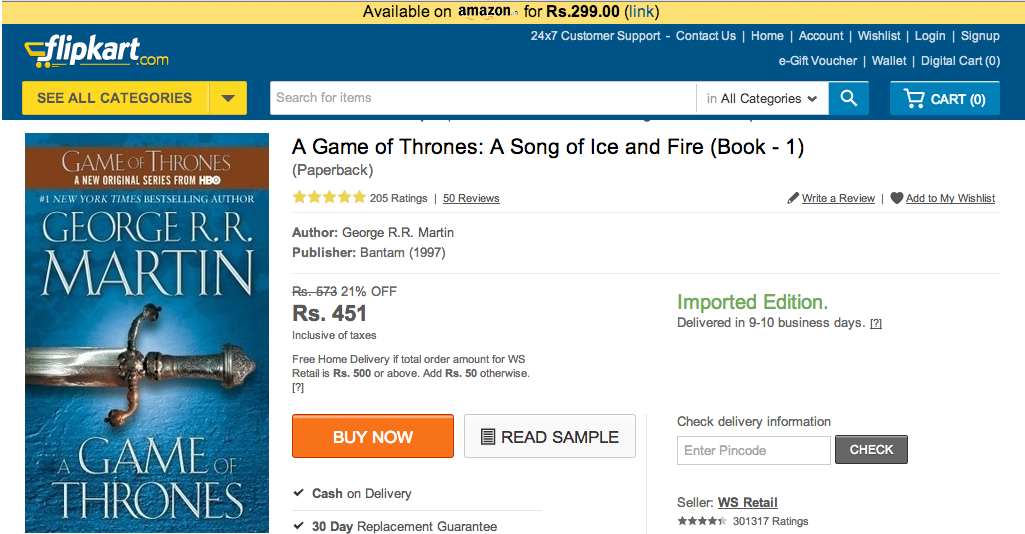 Available on amazon.in for Rs.299.00 (link)
flipkart.com
24x7 Customer Support - Contact Us | Home | Account | Wishlist | Login | Signup
e-Gift Voucher | Wallet | Digital Cart (0)
SEE ALL CATEGORIES
Search for items
in All Categories
CART (0)
GAME OF THRONES
A NEW ORIGINAL SERIES FROM HBO
#1 NEW YORK TIMES BESTSELLING AUTHOR
GEORGE R.R.
MARTIN
A GAME OF
THRONES
A Game of Thrones: A Song of Ice and Fire (Book - 1)
(Paperback)
205 Ratings | 50 Reviews
Write a Review | Add to My Wishlist
Author: George R.R. Martin
Publisher: Bantam (1997)
Rs. 573 21% OFF
Rs. 451
Inclusive of taxes
Free Home Delivery if total order amount for WS
Retail is Rs. 500 or above. Add Rs. 50 otherwise.
[?]
Imported Edition.
Delivered in 9-10 business days. [?]
BUY NOW
READ SAMPLE
Check delivery information
Enter Pincode
CHECK
Cash on Delivery
30 Day Replacement Guarantee
Seller: WS Retail
301317 Ratings